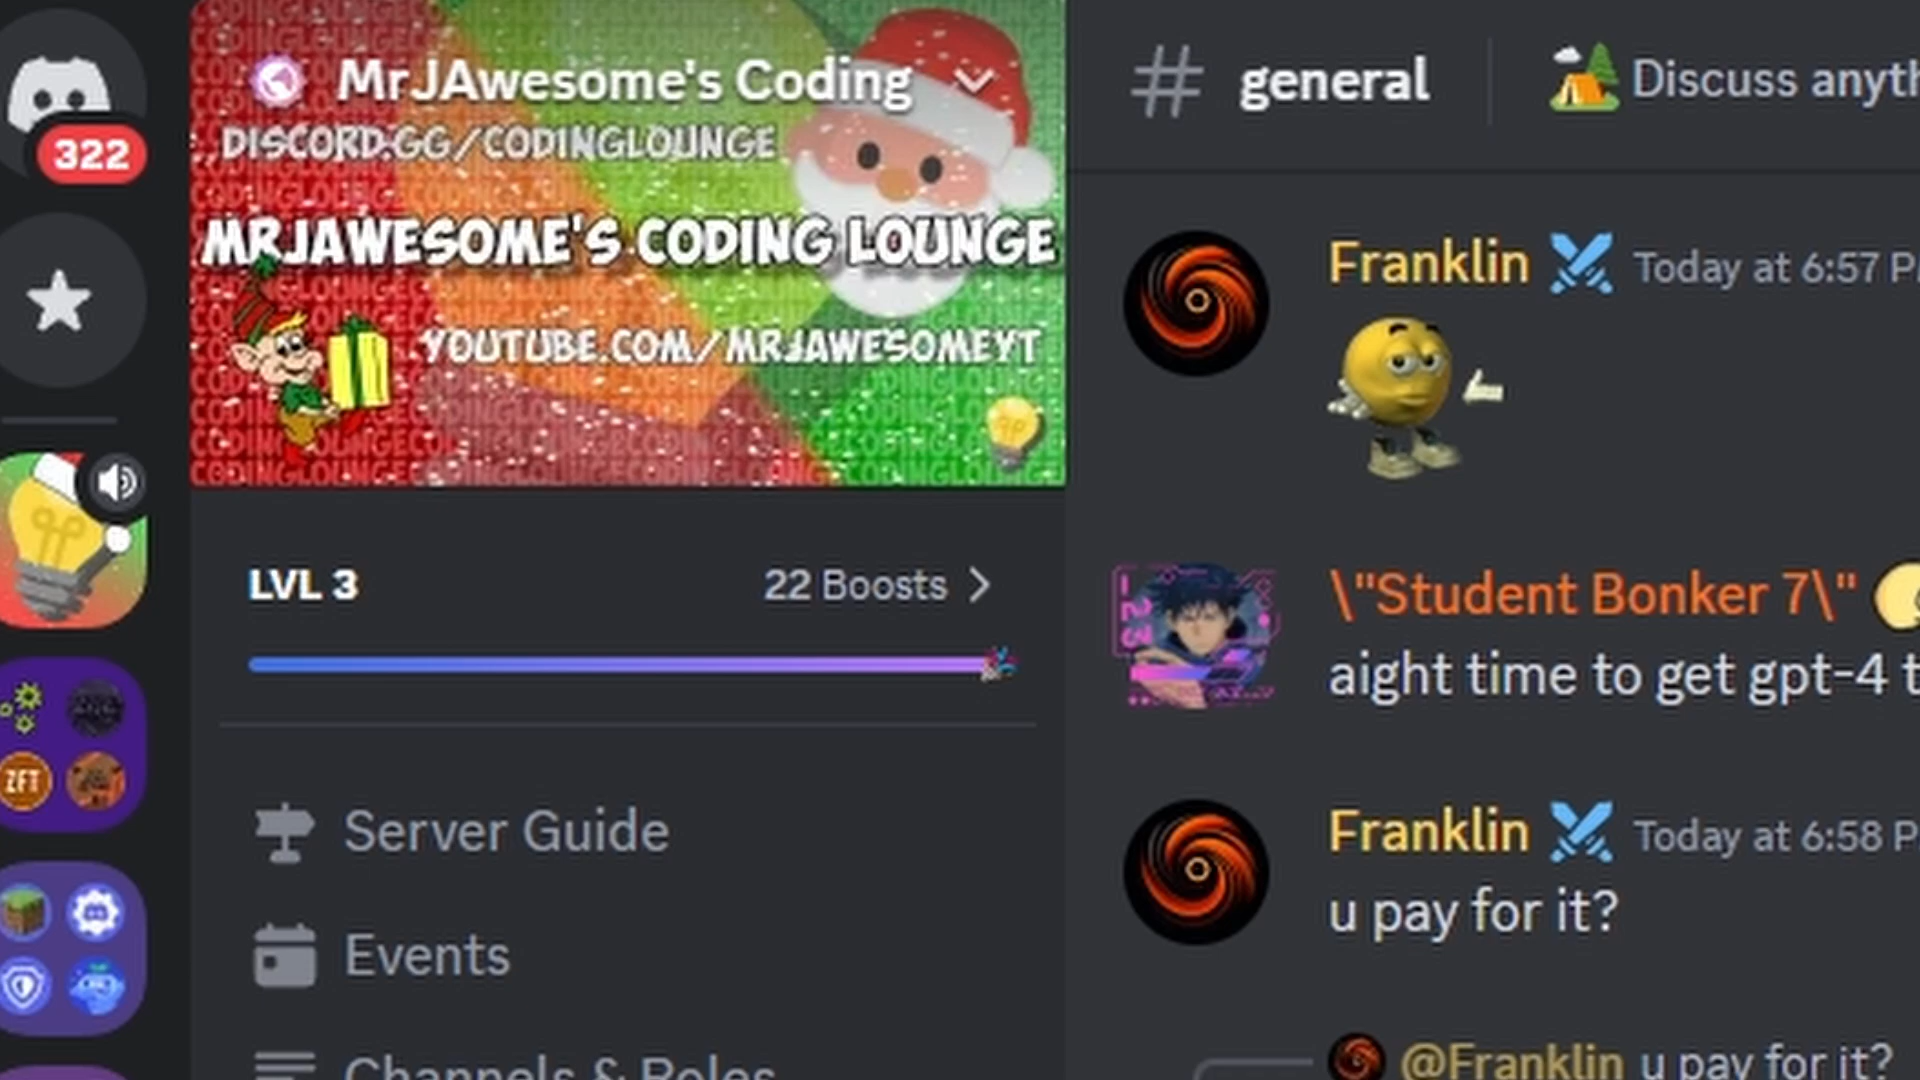 322
MrJAwesome's Coding
DISCORD.GG/CODINGLOUNGE
MRJAWESOME'S CODING LOUNGE
YOUTUBE.COM/MRJAWESOMEYT
LVL 3
22 Boosts
ZFT
Server Guide
Events
Channels & Roles
general
Discuss anyth
Franklin Today at 6:57 P
\"Student Bonker 7\"
aight time to get gpt-4 t
Franklin Today at 6:58 P
u pay for it?
@Franklin u pay for it?